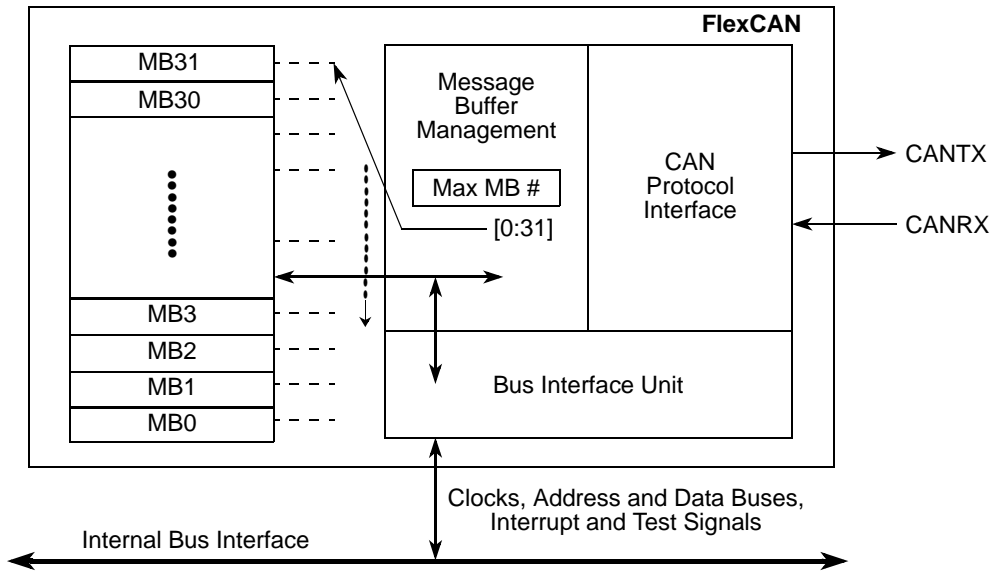 FlexCAN
MB31
MB30
MB3
MB2
MB1
MB0
Message
Buffer
Management
Max MB #
[0:31]
CAN
Protocol
Interface
CANTX
CANRX
Bus Interface Unit
Clocks, Address and Data Buses,
Interrupt and Test Signals
Internal Bus Interface